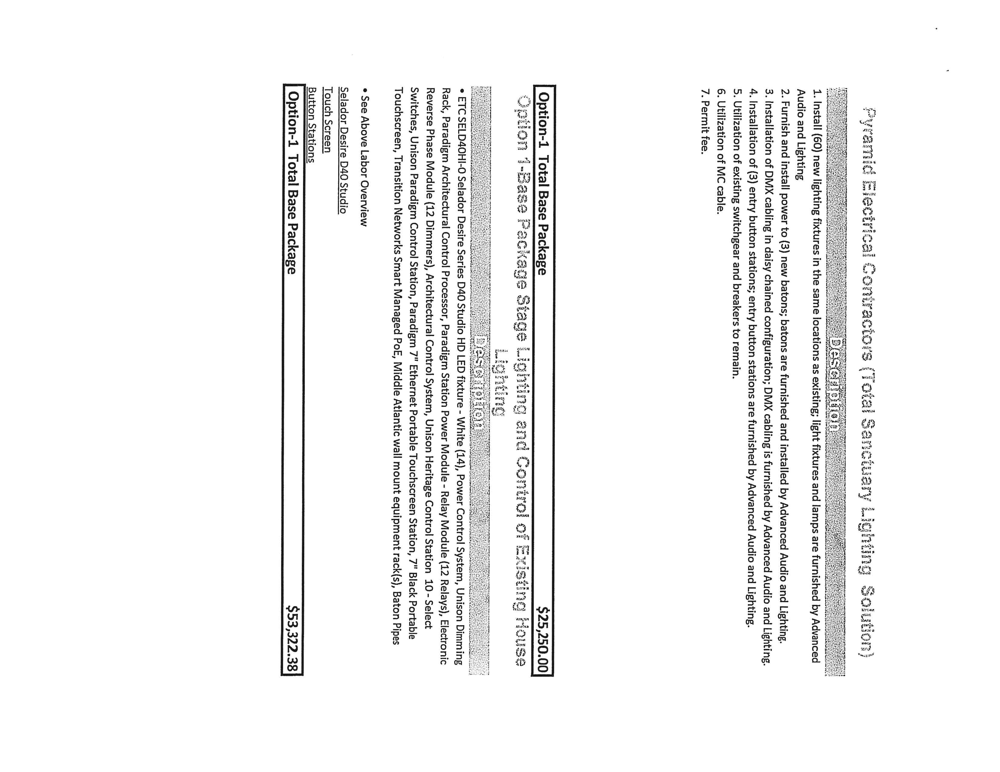 Pyramid Electrical Contractors (Total Sanctuary Lighting Solution)
Description
1. Install (60) new lighting fixtures in the same locations as existing; light fixtures and lamps are furnished by Advanced
Audio and Lighting
2. Furnish and install power to (3) new batons; batons are furnished and installed by Advanced Audio and Lighting.
3. Installation of DMX cabling in daisy chained configuration; DMX cabling is furnished by Advanced Audio and Lighting.
4. Installation of (3) entry button stations; entry button stations are furnished by Advanced Audio and Lighting.
5. Utilization of existing switchgear and breakers to remain.
6. Utilization of MC cable.
7. Permit fee.
Option-1 Total Base Package $25,250.00
Option 1-Base Package Stage Lighting and Control of Existing House
Lighting
Description
• ETC SELD40HI-0 Selador Desire Series D40 Studio HD LED fixture - White (14), Power Control System, Unison Dimming
Rack, Paradigm Architectural Control Processor, Paradigm Station Power Module - Relay Module (12 Relays), Electronic
Reverse Phase Module (12 Dimmers), Architectural Control System, Unison Heritage Control Station 10 - Select
Switches, Unison Paradigm Control Station, Paradigm 7" Ethernet Portable Touchscreen Station, 7" Black Portable
Touchscreen, Transition Networks Smart Managed PoE, Middle Atlantic wall mount equipment rack(s), Baton Pipes
• See Above Labor Overview
Selador Desire D40 Studio
Touch Screen
Button Stations
Option-1 Total Base Package $53,322.38